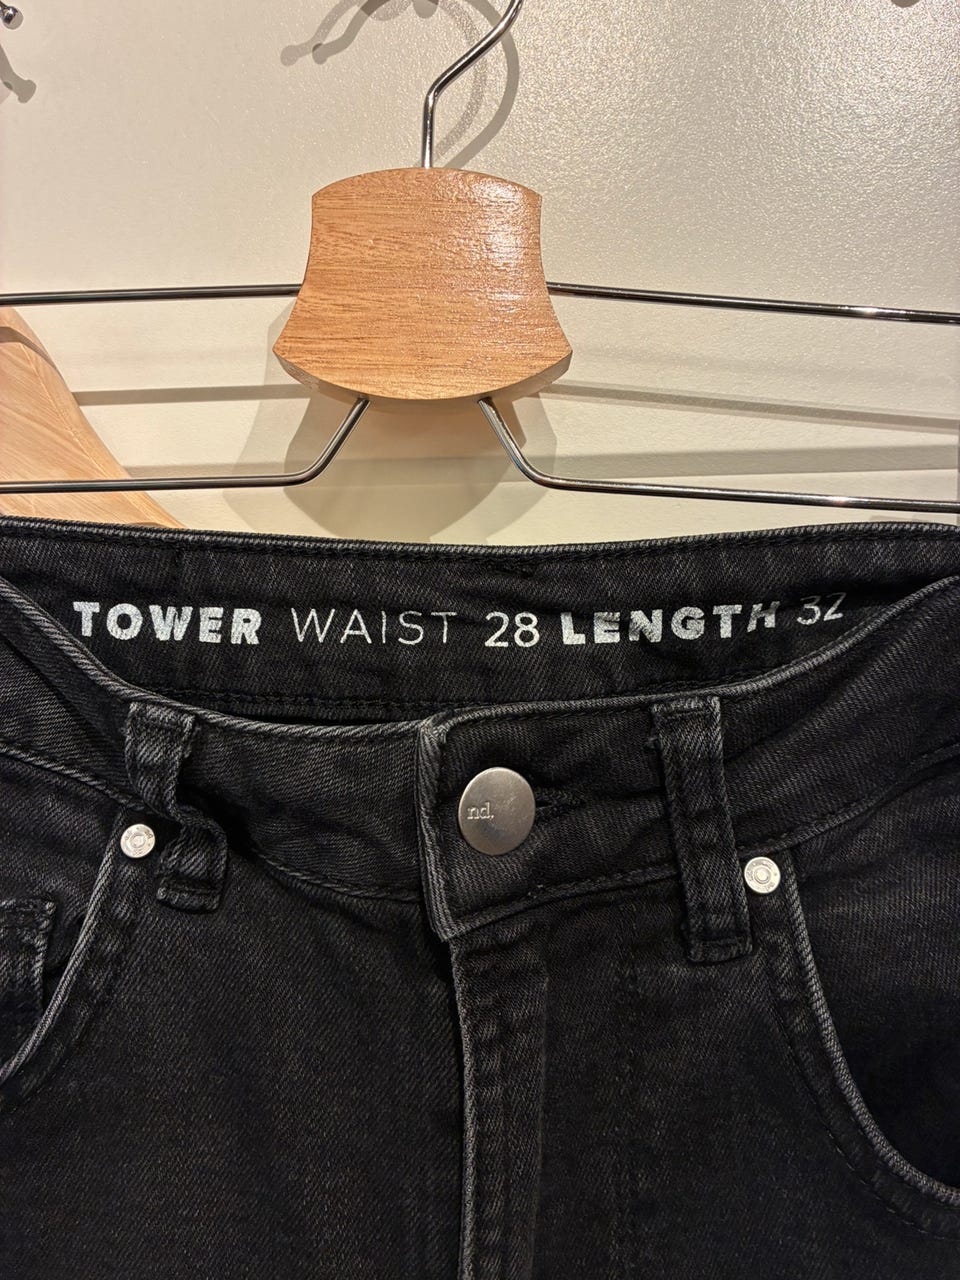 TOWER WAIST 28 LENGTH 32
nd,